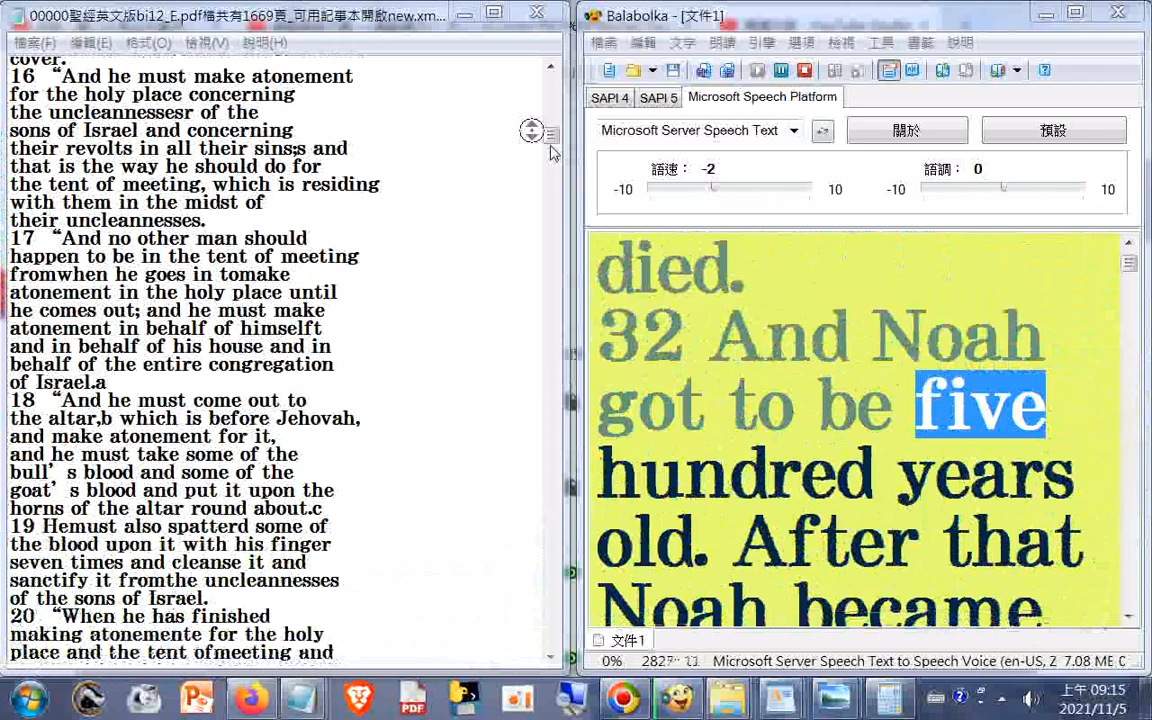 00000聖經英文版bi12_E.pdf檔共有1669頁_可用記事本開啟new.xm...
檔案(F) 編輯(E) 格式(O) 檢視(V) 說明(H)
cover.
16 “And he must make atonement
for the holy place concerning
the uncleannessesr of the
sons of Israel and concerning
their revolts in all their sins;s and
that is the way he should do for
the tent of meeting, which is residing
with them in the midst of
their uncleannesses.
17 “And no other man should
happen to be in the tent of meeting
fromwhen he goes in tomake
atonement in the holy place until
he comes out; and he must make
atonement in behalf of himselft
and in behalf of his house and in
behalf of the entire congregation
of Israel.a
18 “And he must come out to
the altar,b which is before Jehovah,
and make atonement for it,
and he must take some of the
bull’s blood and some of the
goat’s blood and put it upon the
horns of the altar round about.c
19 Hemust also spatterd some of
the blood upon it with his finger
seven times and cleanse it and
sanctify it fromthe uncleannesses
of the sons of Israel.
20 “When he has finished
making atonemente for the holy
place and the tent ofmeeting and
Balabolka - [文件1]
檔案 編輯 文字 朗讀 引擎 選項 檢視 工具 書籤 說明
SAPI 4 SAPI 5 Microsoft Speech Platform
Microsoft Server Speech Text 關於 預設
語速： -2 語調： 0
-10 10 -10 10
died.
32 And Noah
got to be five
hundred years
old. After that
Noah became
文件1
0% Microsoft Server Speech Text to Speech Voice (en-US, Z 7.08 MB
PDF
上午 09:15
2021/11/5